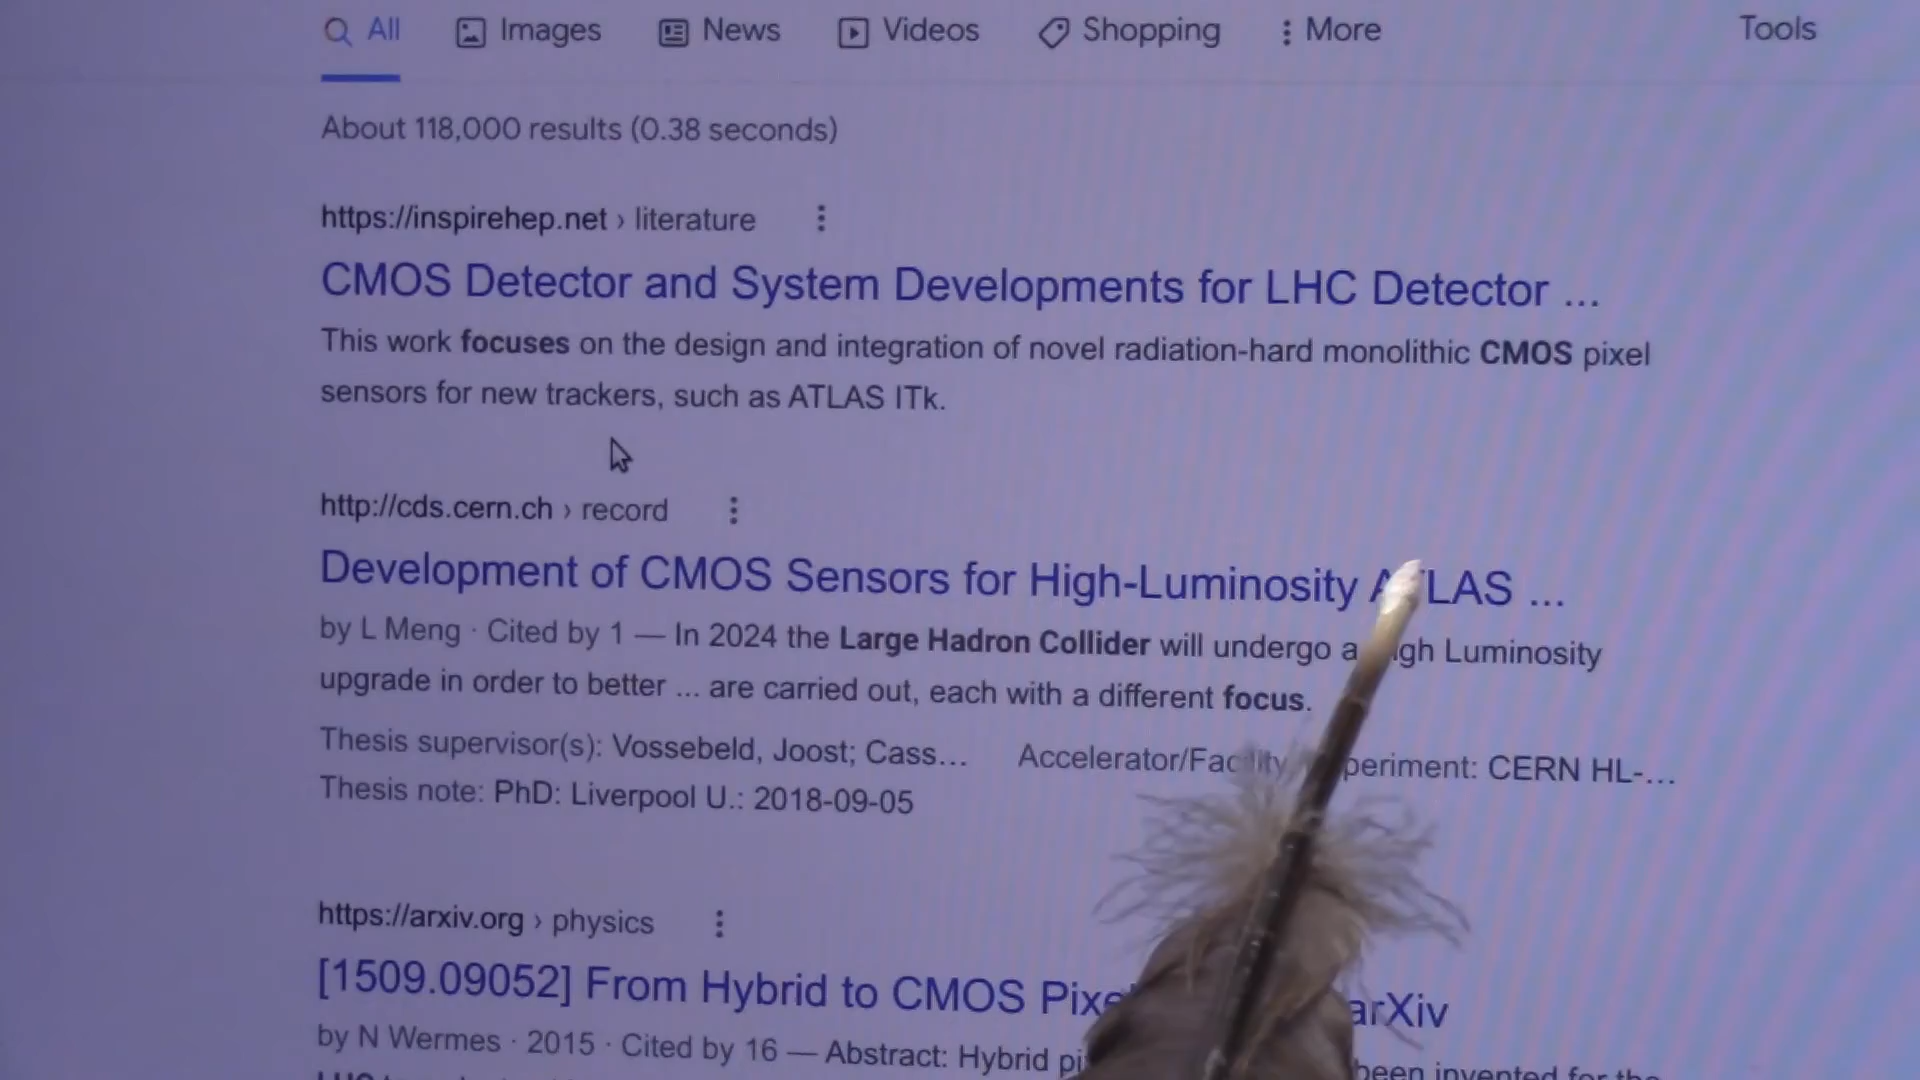 All Images News Videos Shopping More Tools
About 118,000 results (0.38 seconds)
https://inspirehep.net › literature
CMOS Detector and System Developments for LHC Detector ...
This work focuses on the design and integration of novel radiation-hard monolithic CMOS pixel
sensors for new trackers, such as ATLAS ITk.
http://cds.cern.ch › record
Development of CMOS Sensors for High-Luminosity ATLAS ...
by L Meng · Cited by 1 — In 2024 the Large Hadron Collider will undergo a Luminosity
upgrade in order to better ... are carried out, each with a different focus.
Thesis supervisor(s): Vossebeld, Joost; Cass... Accelerator/Facility CERN HL-...
Thesis note: PhD: Liverpool U.: 2018-09-05
https://arxiv.org › physics
[1509.09052] From Hybrid to CMOS arXiv
by N Wermes · 2015 · Cited by 16 — Abstract: Hybrid been invented for the